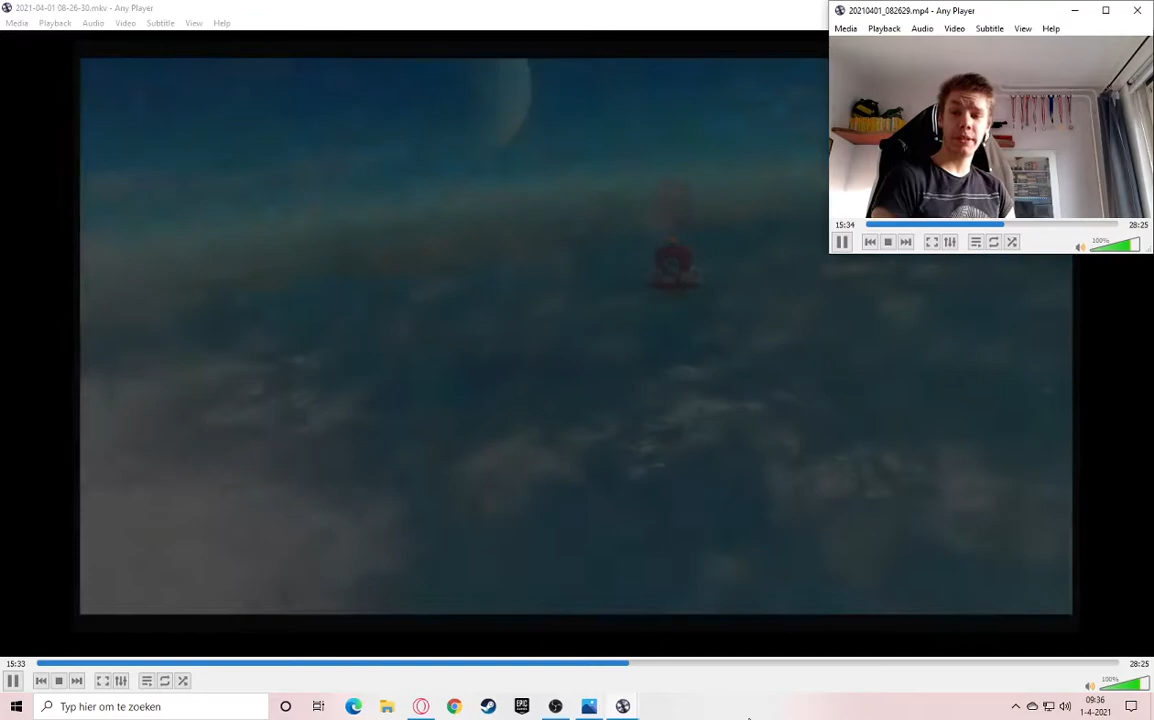 2021-04-01 08-26-30.mkv - Any Player
Media Playback Audio Video Subtitle View Help
20210401_082629.mp4 - Any Player
Media Playback Audio Video Subtitle View Help
15:34 28:25
100%
15:33 28:25
100%
Typ hier om te zoeken
EPIC
GAMES
09:36
1-4-2021